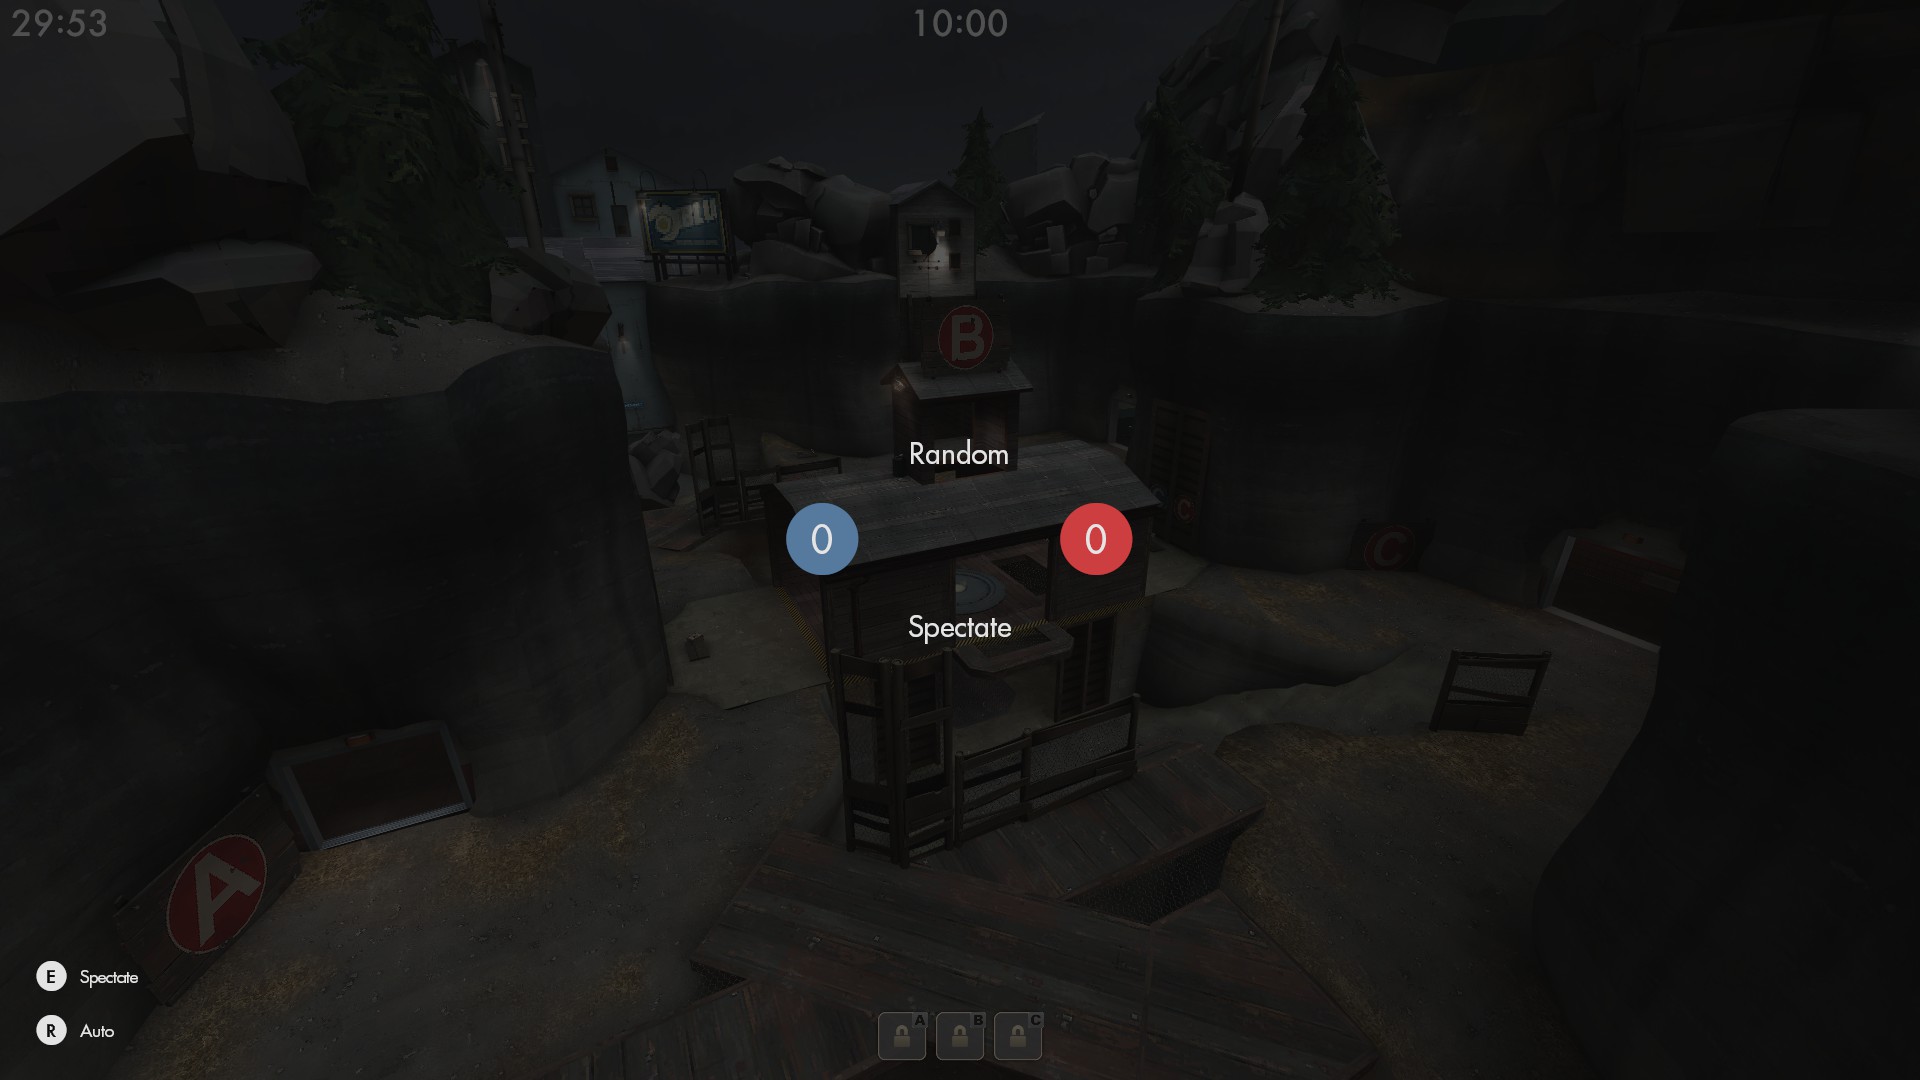 29:53
10:00
B
Random
0
0
C
C
Spectate
A
E Spectate
R Auto
A B C